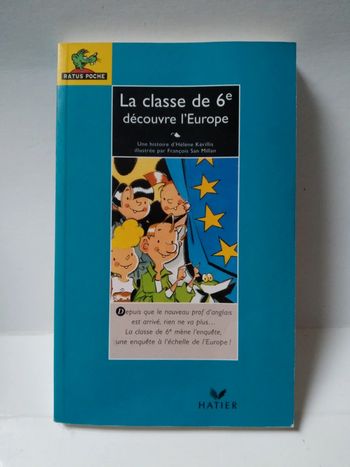 RATUS POCHE
La classe de 6e
découvre l'Europe
Une histoire d'Hélène Kérillis
illustrée par François San Millan
Depuis que le nouveau prof d'anglais
est arrivé, rien ne va plus...
La classe de 6e mène l'enquête,
une enquête à l'échelle de l'Europe !
HATIER